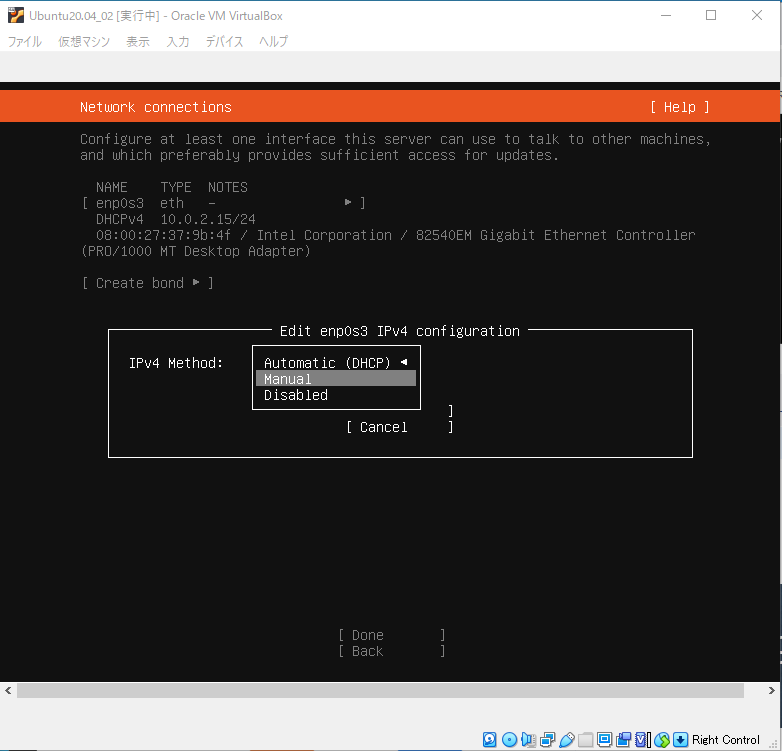 Ubuntu20.04_02 [実行中] - Oracle VM VirtualBox
ファイル 仮想マシン 表示 入力 デバイス ヘルプ
Network connections [ Help ]
Configure at least one interface this server can use to talk to other machines,
and which preferably provides sufficient access for updates.
NAME TYPE NOTES
[ enp0s3 eth - ▸ ]
DHCPv4 10.0.2.15/24
08:00:27:37:9b:4f / Intel Corporation / 82540EM Gigabit Ethernet Controller
(PRO/1000 MT Desktop Adapter)
[ Create bond ▸ ]
Edit enp0s3 IPv4 configuration
IPv4 Method: Automatic (DHCP) ◂
Manual
Disabled
]
[ Cancel ]
[ Done ]
[ Back ]
Right Control